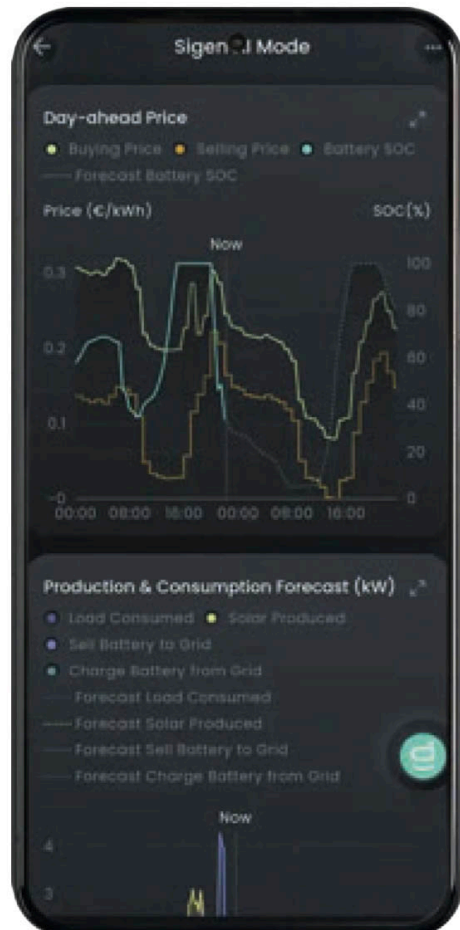 Sigen AI Mode
Day-ahead Price
Buying Price Selling Price Battery SOC
Forecast Battery SOC
Price (€/kWh) SOC(%)
Now
0.3 100
80
0.2 60
40
0.1
20
-0 0
00:00 08:00 16:00 00:00 08:00 16:00
Production & Consumption Forecast (kW)
Load Consumed Solar Produced
Sell Battery to Grid
Charge Battery from Grid
Forecast Load Consumed
Forecast Solar Produced
Forecast Sell Battery to Grid
Forecast Charge Battery from Grid
Now
4
3